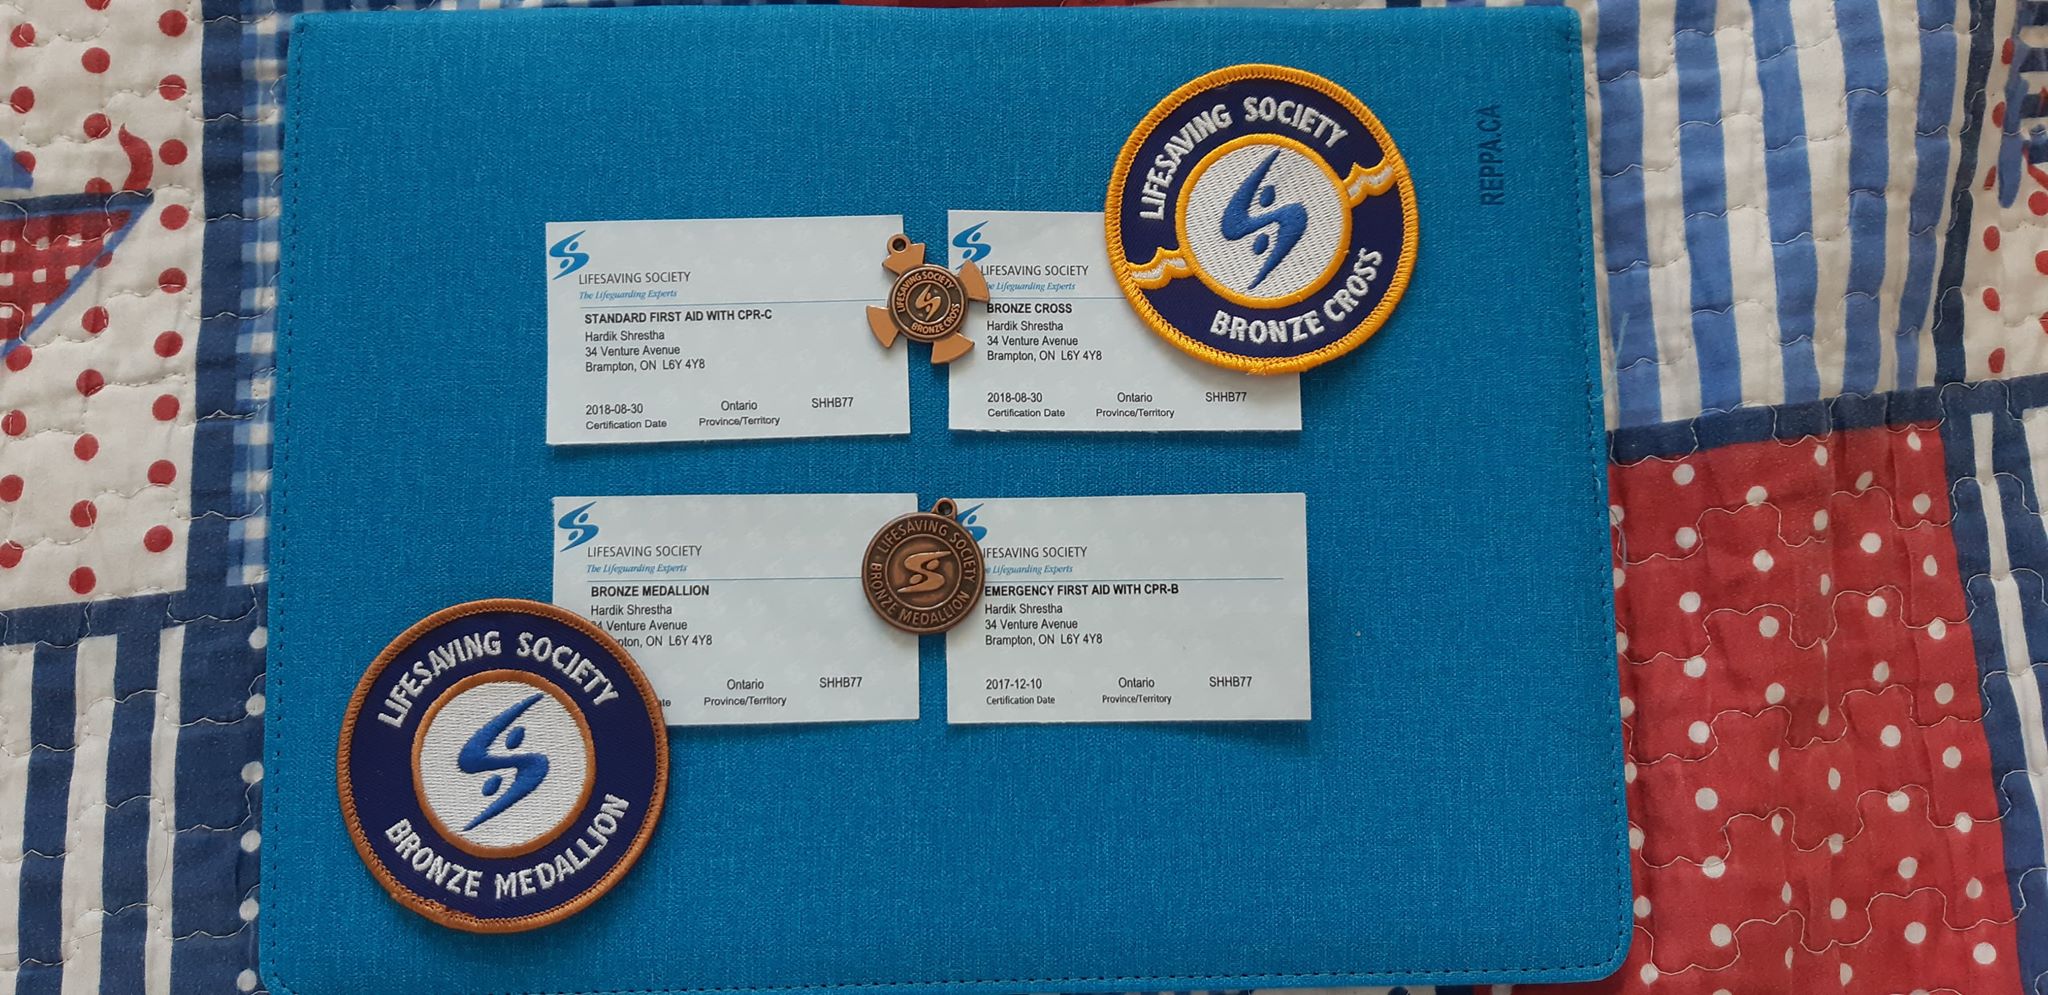 REPPA.CA
LIFESAVING SOCIETY
The Lifeguarding Experts
STANDARD FIRST AID WITH CPR-C
Hardik Shrestha
34 Venture Avenue
Brampton, ON L6Y 4Y8
2018-08-30 Ontario SHHB77
Certification Date Province/Territory
LIFESAVING SOCIETY
BRONZE CROSS
LIFESAVING SOCIETY
The Lifeguarding Experts
BRONZE CROSS
Hardik Shrestha
34 Venture Avenue
Brampton, ON L6Y 4Y8
2018-08-30 Ontario SHHB77
Certification Date Province/Territory
LIFESAVING SOCIETY
BRONZE CROSS
LIFESAVING SOCIETY
The Lifeguarding Experts
BRONZE MEDALLION
Hardik Shrestha
34 Venture Avenue
ON L6Y 4Y8
Ontario SHHB77
Province/Territory
LIFESAVING SOCIETY
BRONZE MEDALLION
LIFESAVING SOCIETY
BRONZE MEDALLION
LIFESAVING SOCIETY
The Lifeguarding Experts
EMERGENCY FIRST AID WITH CPR-B
Hardik Shrestha
34 Venture Avenue
Brampton, ON L6Y 4Y8
2017-12-10 Ontario SHHB77
Certification Date Province/Territory